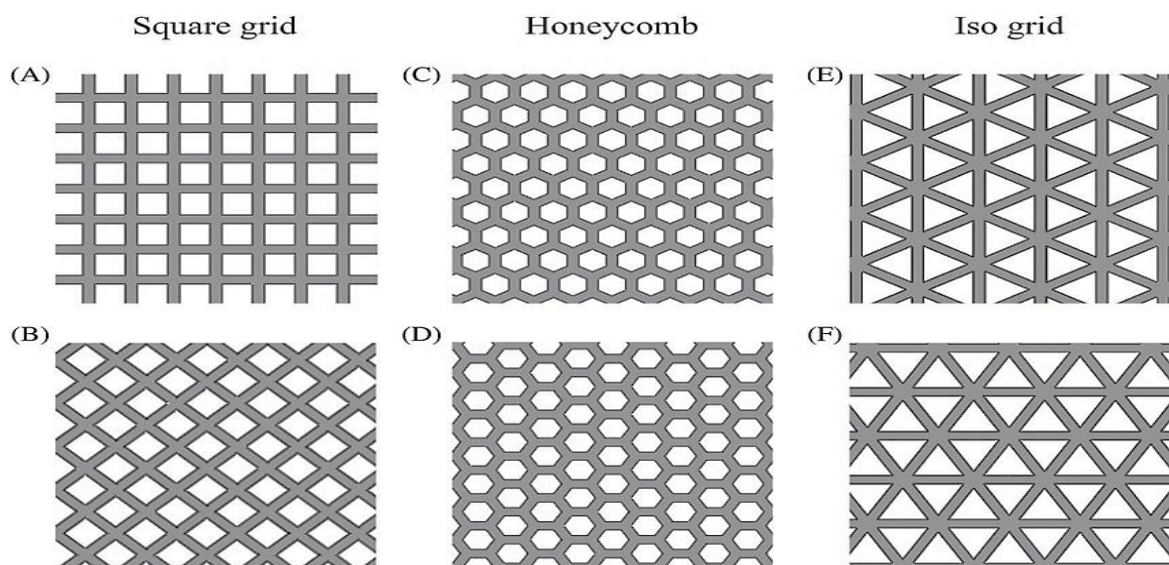 Square grid
Honeycomb
Iso grid
(A)
(C)
(E)
(B)
(D)
(F)